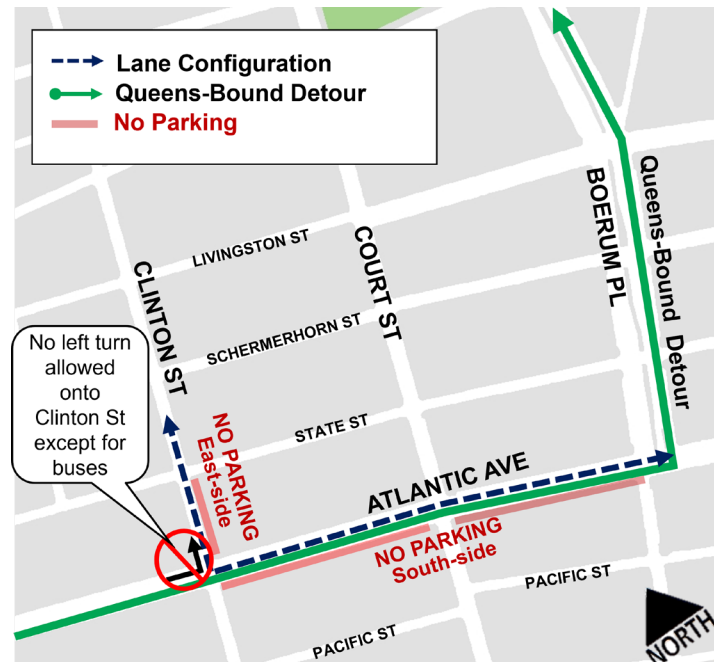 Lane Configuration
Queens-Bound Detour
No Parking
LIVINGSTON ST
CLINTON ST
COURT ST
BOERUM PL
Queens-Bound Detour
SCHERMERHORN ST
No left turn
allowed
onto
Clinton St
except for
buses
STATE ST
NO PARKING
East-side
ATLANTIC AVE
NO PARKING
South-side
PACIFIC ST
PACIFIC ST
NORTH